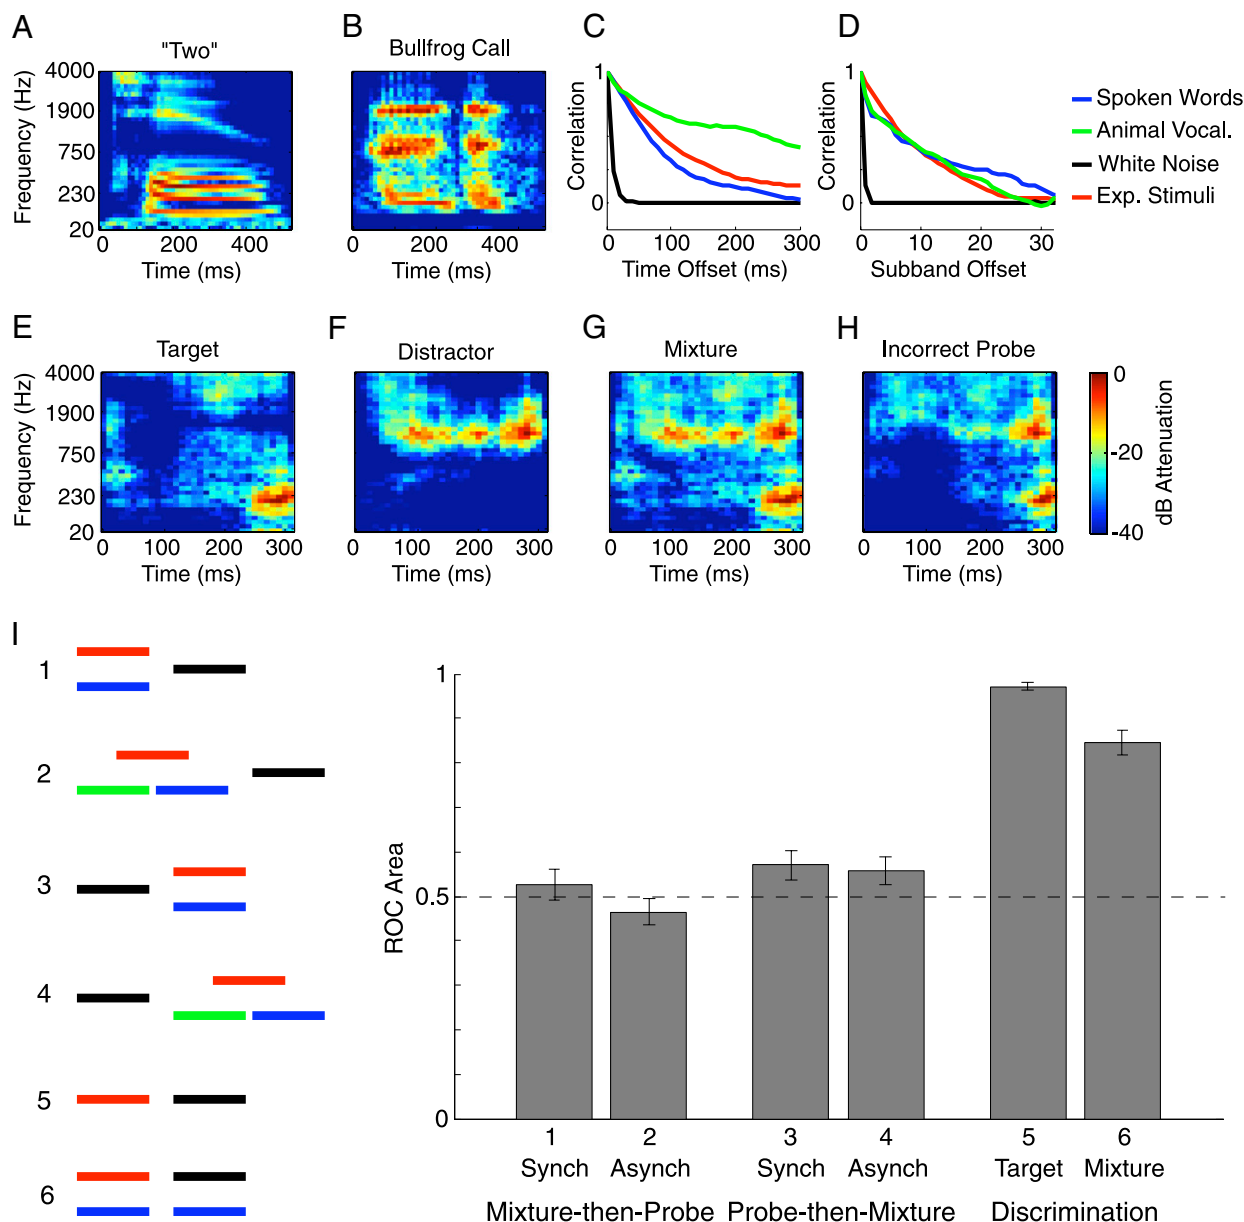 A
"Two"
Frequency (Hz)
4000
1900
750
230
20
0
200
400
Time (ms)
B
Bullfrog Call
0
200
400
Time (ms)
C
Correlation
1
0
0
100
200
300
Time Offset (ms)
D
Correlation
1
0
0
10
20
30
Subband Offset
Spoken Words
Animal Vocal.
White Noise
Exp. Stimuli
E
Target
Frequency (Hz)
4000
1900
750
230
20
0
100
200
300
Time (ms)
F
Distractor
0
100
200
300
Time (ms)
G
Mixture
0
100
200
300
Time (ms)
H
Incorrect Probe
0
100
200
300
Time (ms)
0
-20
-40
dB Attenuation
I
1
2
3
4
5
6
ROC Area
1
0.5
0
1
2
3
4
5
6
Synch
Asynch
Synch
Asynch
Target
Mixture
Mixture-then-Probe
Probe-then-Mixture
Discrimination